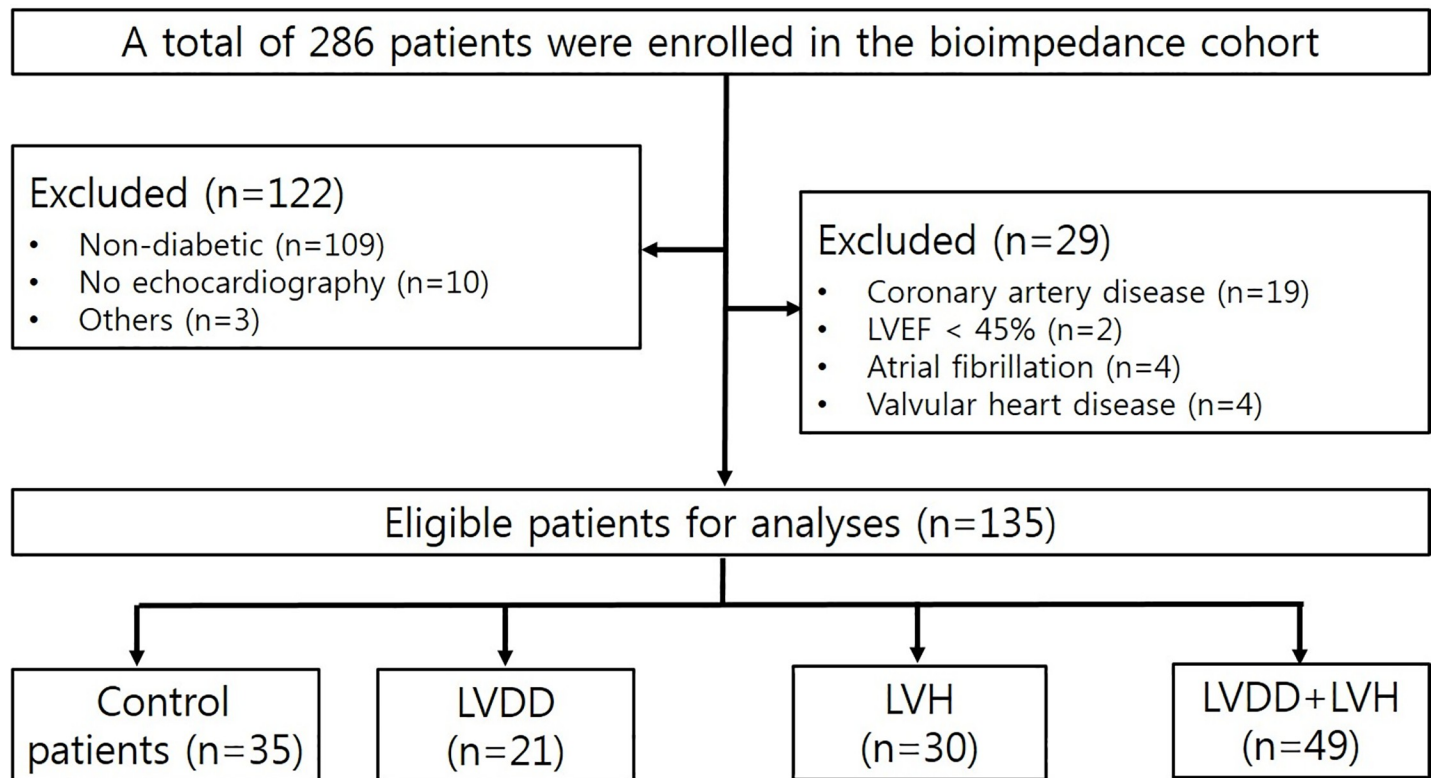 A total of 286 patients were enrolled in the bioimpedance cohort
Excluded (n=122)
• Non-diabetic (n=109)
• No echocardiography (n=10)
• Others (n=3)
Excluded (n=29)
• Coronary artery disease (n=19)
• LVEF < 45% (n=2)
• Atrial fibrillation (n=4)
• Valvular heart disease (n=4)
Eligible patients for analyses (n=135)
Control
patients (n=35)
LVDD
(n=21)
LVH
(n=30)
LVDD+LVH
(n=49)